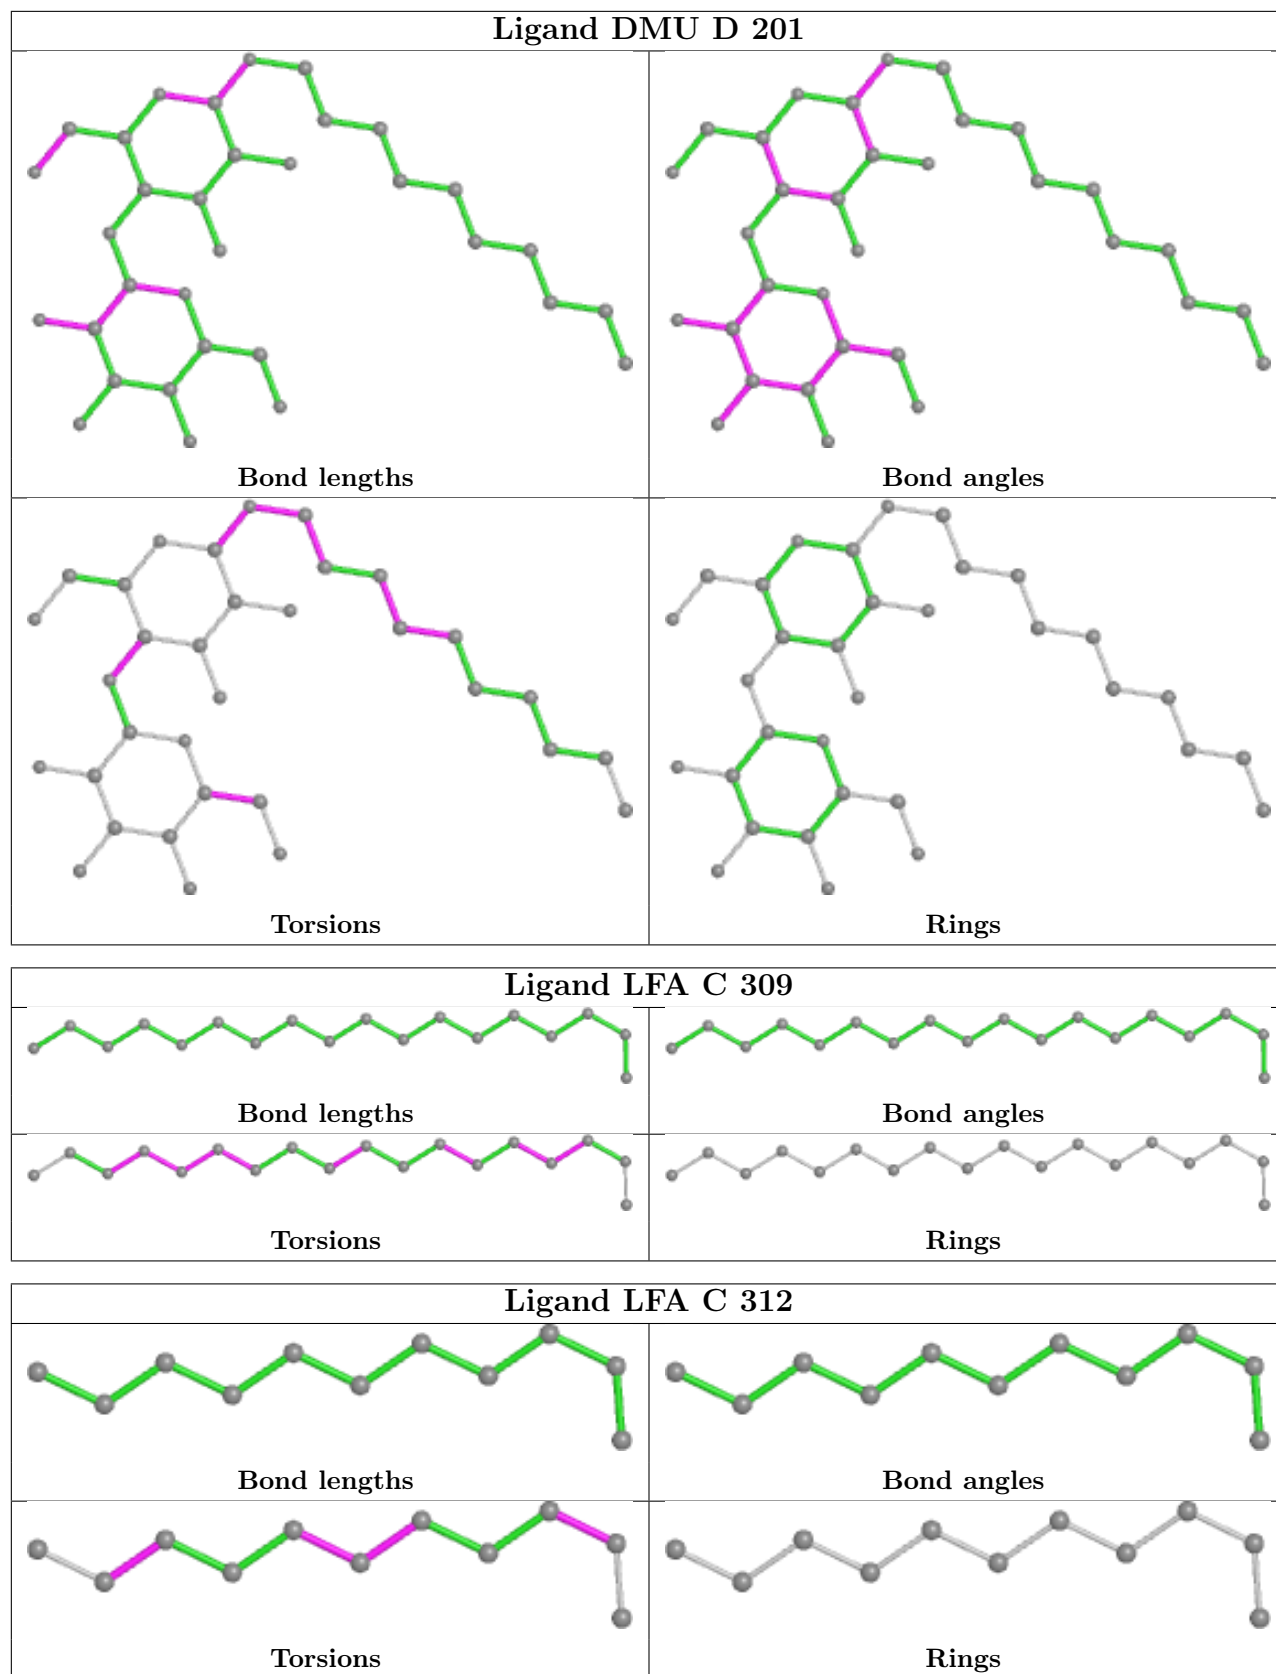 Ligand DMU D 201
Bond lengths
Bond angles
Torsions
Rings
Ligand LFA C 309
Bond lengths
Bond angles
Torsions
Rings
Ligand LFA C 312
Bond lengths
Bond angles
Torsions
Rings